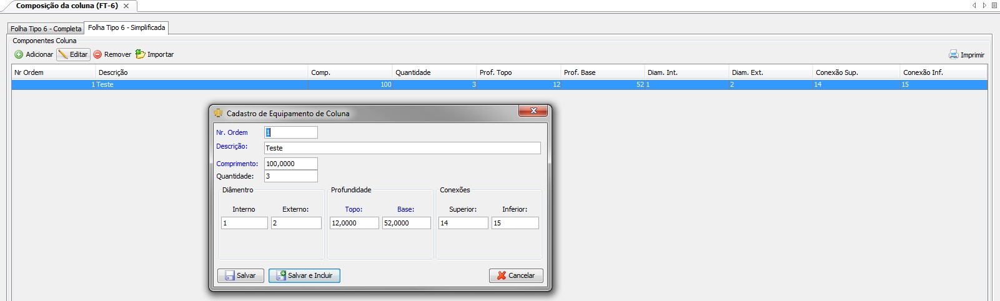 Composição da coluna (FT-6)
Folha Tipo 6 - Completa Folha Tipo 6 - Simplificada
Componentes Coluna
Adicionar Editar Remover Importar Imprimir
Nr Ordem Descrição Comp. Quantidade Prof. Topo Prof. Base Diam. Int. Diam. Ext. Conexão Sup. Conexão Inf.
1 Teste 100 3 12 52 1 2 14 15
Cadastro de Equipamento de Coluna
Nr. Ordem 1
Descrição: Teste
Comprimento: 100,0000
Quantidade: 3
Diâmentro Profundidade Conexões
Interno Externo: Topo: Base: Superior: Inferior:
1 2 12,0000 52,0000 14 15
Salvar Salvar e Incluir Cancelar